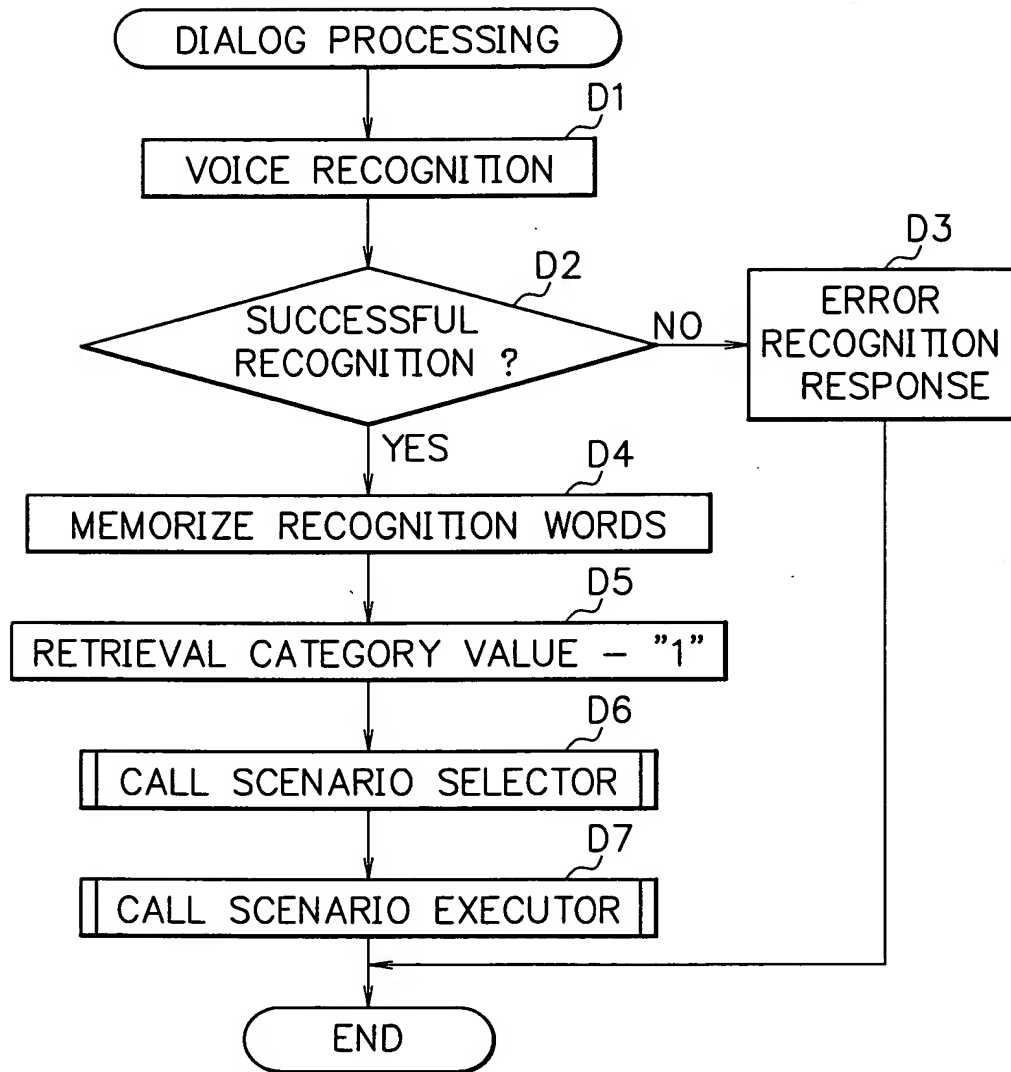 DIALOG PROCESSING
D1
VOICE RECOGNITION
D2
SUCCESSFUL
RECOGNITION ?
NO
D3
ERROR
RECOGNITION
RESPONSE
YES
D4
MEMORIZE RECOGNITION WORDS
D5
RETRIEVAL CATEGORY VALUE – "1"
D6
CALL SCENARIO SELECTOR
D7
CALL SCENARIO EXECUTOR
END